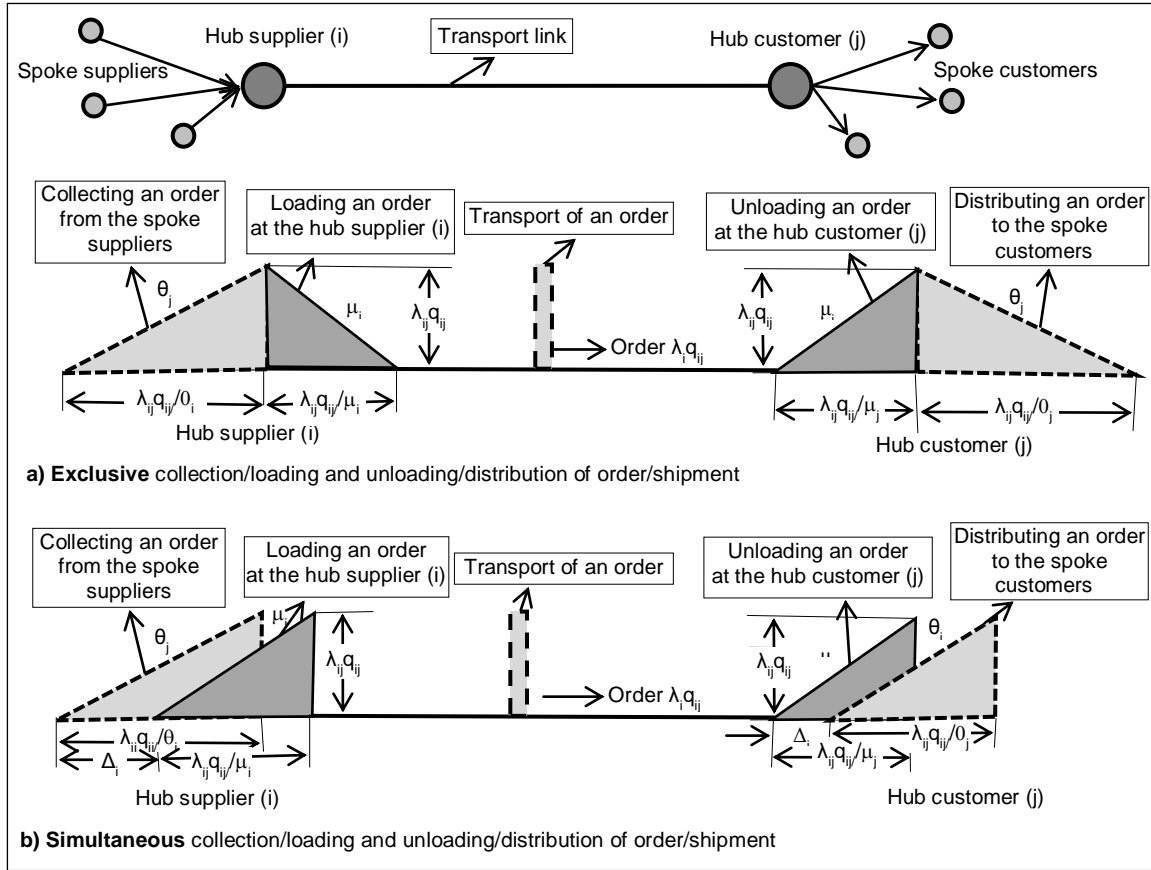 Hub supplier (i)
Transport link
Hub customer (j)
Spoke suppliers
Spoke customers
Collecting an order
from the spoke
suppliers
Loading an order
at the hub supplier
(i)
Transport of an order
Unloading an order
at the hub customer (j)
Distributing an order
to the spoke
customers
θj
μi
λijqij
Order λiqij
λijqij
μi
θj
λijqij/0i
λijqij/μi
λijqij/μj
λijqij/0j
Hub supplier (i)
Hub customer (j)
a) Exclusive collection/loading and unloading/distribution of order/shipment
Collecting an order
from the spoke
suppliers
Loading an order
at the hub supplier (i)
Transport of an order
Unloading an order
at the hub customer (j)
Distributing an order
to the spoke
customers
θj
λijqij
Order λiqij
λijqij
θi
Δi
λijqij/μi
Δi
λijqij/μj
λijqij/0j
Hub supplier (i)
Hub customer (j)
b) Simultaneous collection/loading and unloading/distribution of order/shipment